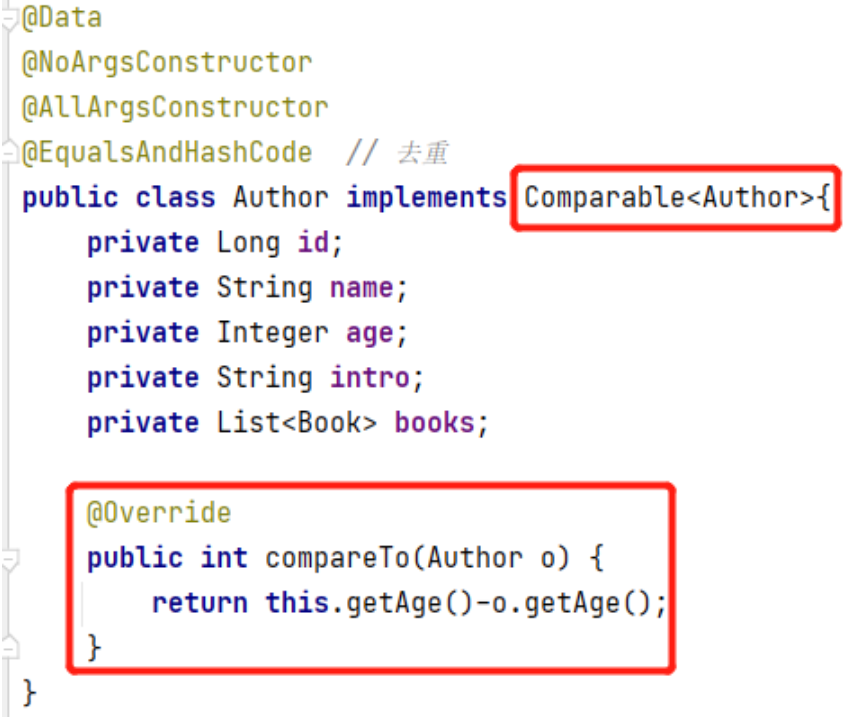 @Data
@NoArgsConstructor
@AllArgsConstructor
@EqualsAndHashCode  // 去重
public class Author implements Comparable<Author>{
    private Long id;
    private String name;
    private Integer age;
    private String intro;
    private List<Book> books;

    @Override
    public int compareTo(Author o) {
        return this.getAge()-o.getAge();
    }
}